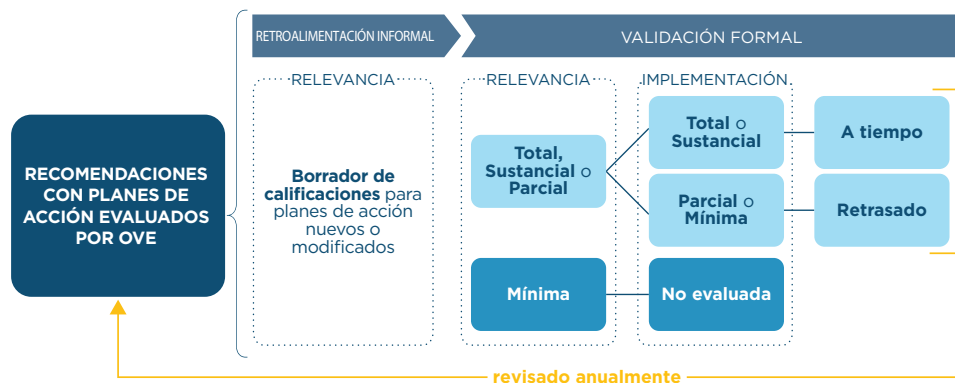 RETROALIMENTACIÓN INFORMAL
VALIDACIÓN FORMAL
RECOMENDACIONES
CON PLANES DE
ACCIÓN EVALUADOS
POR OVE
RELEVANCIA
Borrador de
calificaciones para
planes de acción
nuevos o
modificados
RELEVANCIA
Total,
Sustancial o
Parcial
Mínima
IMPLEMENTACIÓN
Total o
Sustancial
Parcial o
Mínima
No evaluada
A tiempo
Retrasado
revisado anualmente